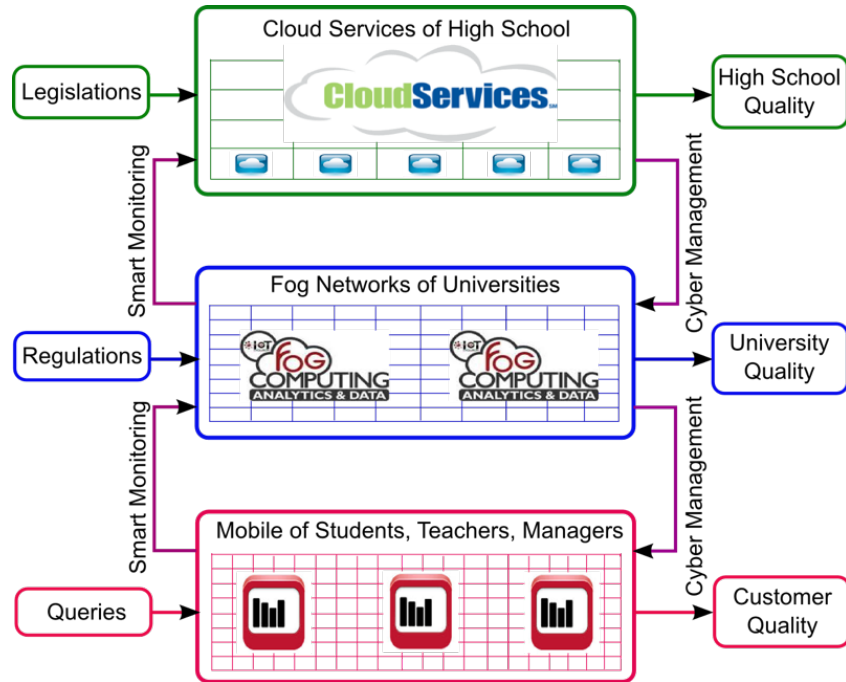 Cloud Services of High School
CloudServices
Legislations
High School
Quality
Smart Monitoring
Cyber Management
Fog Networks of Universities
IoT
FOG
COMPUTING
ANALYTICS & DATA
IoT
FOG
COMPUTING
ANALYTICS & DATA
Regulations
University
Quality
Smart Monitoring
Cyber Management
Mobile of Students, Teachers, Managers
Queries
Customer
Quality